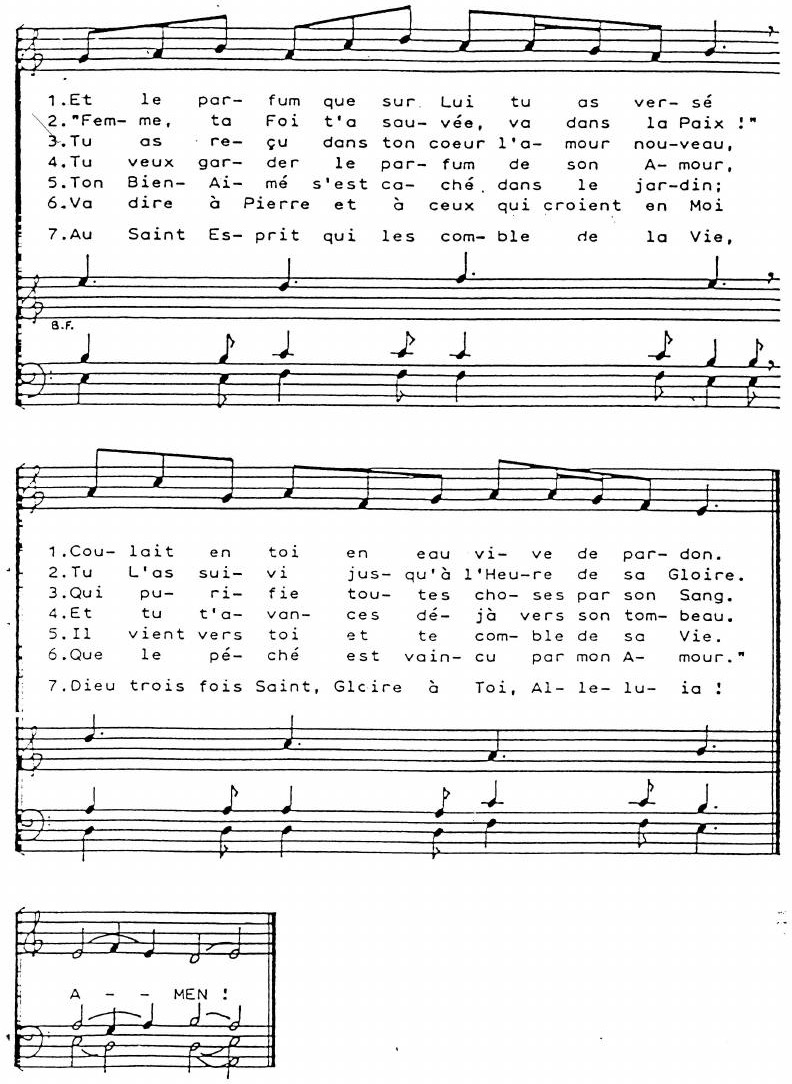 1.Et le par- fum que sur Lui tu as ver- sé
2."Fem- me, ta Foi t'a sau- vée, va dans la Paix !"
3.Tu as re- çu dans ton coeur l'a- mour nou- veau,
4.Tu veux gar- der le par- fum de son A- mour,
5.Ton Bien- Ai- mé s'est ca- ché dans le jar- din;
6.Va dire à Pierre et à ceux qui croient en Moi
7.Au Saint Es- prit qui les com- ble de la Vie,
B.F.
1.Cou- lait en toi en eau vi- ve de par- don.
2.Tu L'as sui- vi jus- qu'à l'Heu- re de sa Gloire.
3.Qui pu- ri- fie tou- tes cho- ses par son Sang.
4.Et tu t'a- van- ces dé- jà vers son tom- beau.
5.Il vient vers toi et te com- ble de sa Vie.
6.Que le pé- ché est vain- cu par mon A- mour."
7.Dieu trois fois Saint, Glcire à Toi, Al- le- lu- ia !
A - - MEN !